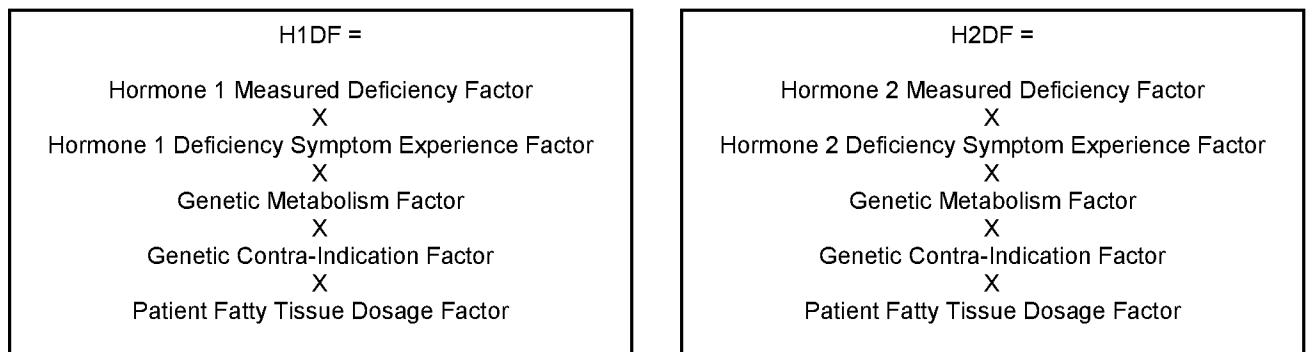 H1DF =
Hormone 1 Measured Deficiency Factor
X
Hormone 1 Deficiency Symptom Experience Factor
X
Genetic Metabolism Factor
X
Genetic Contra-Indication Factor
X
Patient Fatty Tissue Dosage Factor
H2DF =
Hormone 2 Measured Deficiency Factor
X
Hormone 2 Deficiency Symptom Experience Factor
X
Genetic Metabolism Factor
X
Genetic Contra-Indication Factor
X
Patient Fatty Tissue Dosage Factor